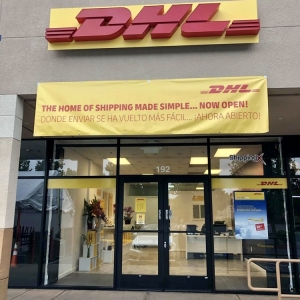 DHL
DHL
THE HOME OF SHIPPING MADE SIMPLE... NOW OPEN!
DONDE ENVIAR SE HA VUELTO MÁS FÁCIL... ¡AHORA ABIERTO!
192
Shipping
DHL